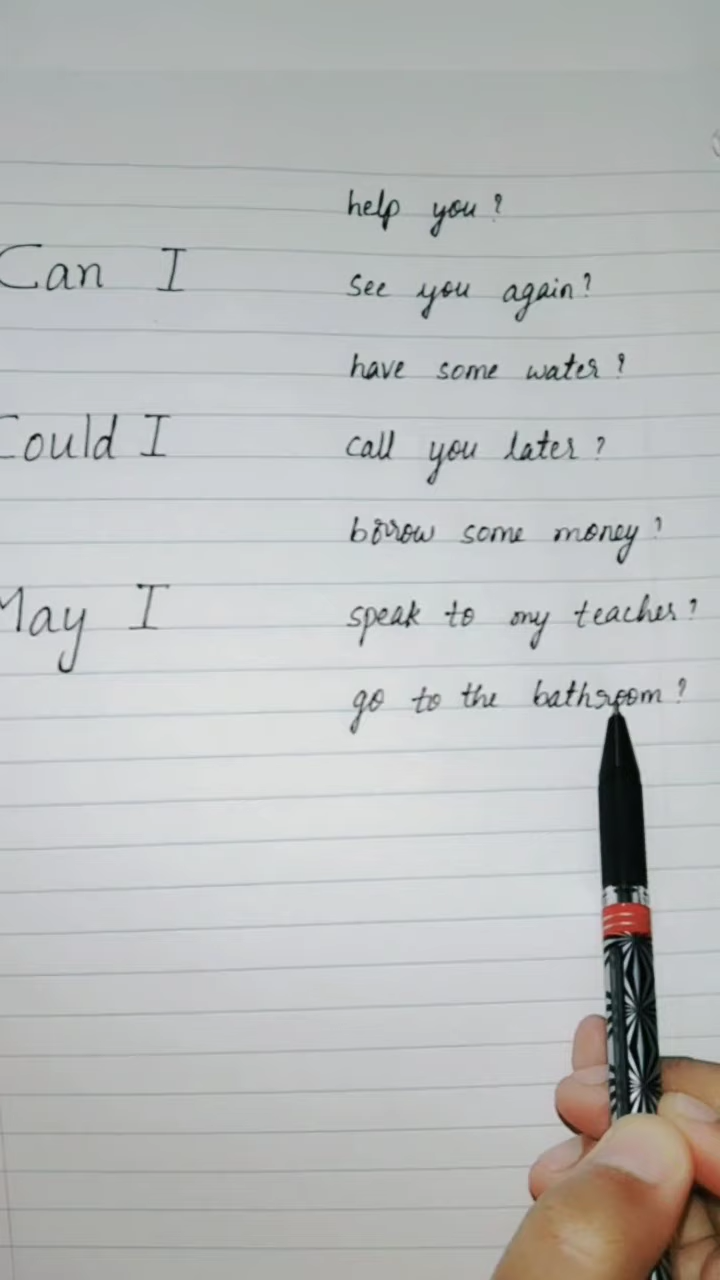 help you?
Can I
see you again?
have some water?
Could I
call you later?
borrow some money?
May I
speak to my teacher?
go to the bathroom?